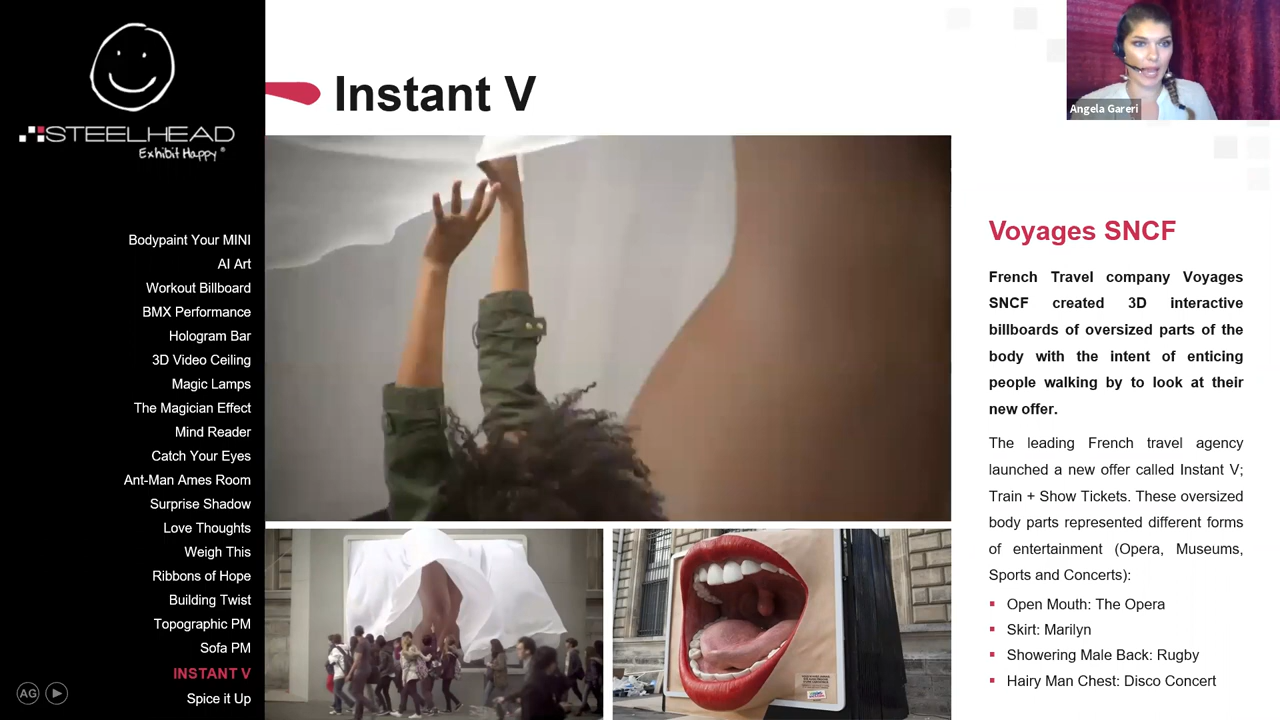 STEELHEAD
Exhibit Happy®
Bodypaint Your MINI
AI Art
Workout Billboard
BMX Performance
Hologram Bar
3D Video Ceiling
Magic Lamps
The Magician Effect
Mind Reader
Catch Your Eyes
Ant-Man Ames Room
Surprise Shadow
Love Thoughts
Weigh This
Ribbons of Hope
Building Twist
Topographic PM
Sofa PM
INSTANT V
Spice it Up
AG
Instant V
Angela Gareri
Voyages SNCF
French Travel company Voyages
SNCF created 3D interactive
billboards of oversized parts of the
body with the intent of enticing
people walking by to look at their
new offer.
The leading French travel agency
launched a new offer called Instant V;
Train + Show Tickets. These oversized
body parts represented different forms
of entertainment (Opera, Museums,
Sports and Concerts):
▪ Open Mouth: The Opera
▪ Skirt: Marilyn
▪ Showering Male Back: Rugby
▪ Hairy Man Chest: Disco Concert